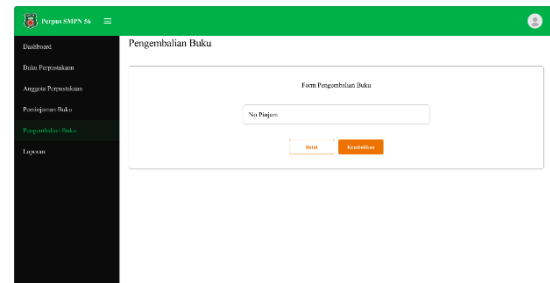 Perpus SMPN 56
Dashboard
Buku Perpustakaan
Anggota Perpustakaan
Peminjaman Buku
Pengembalian Buku
Laporan
Pengembalian Buku
Form Pengembalian Buku
No Pinjam
Batal
Kembalikan